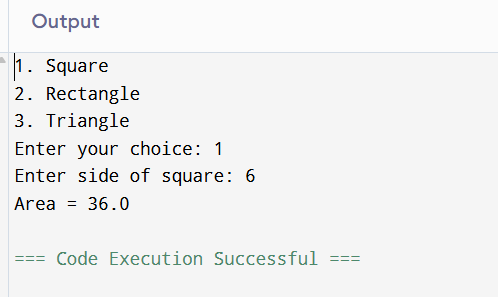 Output
1. Square
2. Rectangle
3. Triangle
Enter your choice: 1
Enter side of square: 6
Area = 36.0
=== Code Execution Successful ===